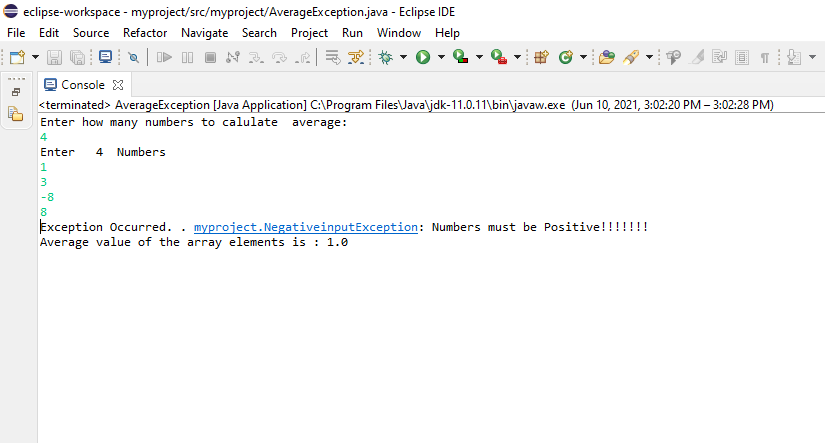 eclipse-workspace - myproject/src/myproject/AverageException.java - Eclipse IDE
File Edit Source Refactor Navigate Search Project Run Window Help
Console
<terminated> AverageException [Java Application] C:\Program Files\Java\jdk-11.0.11\bin\javaw.exe (Jun 10, 2021, 3:02:20 PM – 3:02:28 PM)
Enter how many numbers to calulate  average:
4
Enter   4  Numbers
1
3
-8
8
Exception Occurred. . myproject.NegativeinputException: Numbers must be Positive!!!!!!!
Average value of the array elements is : 1.0